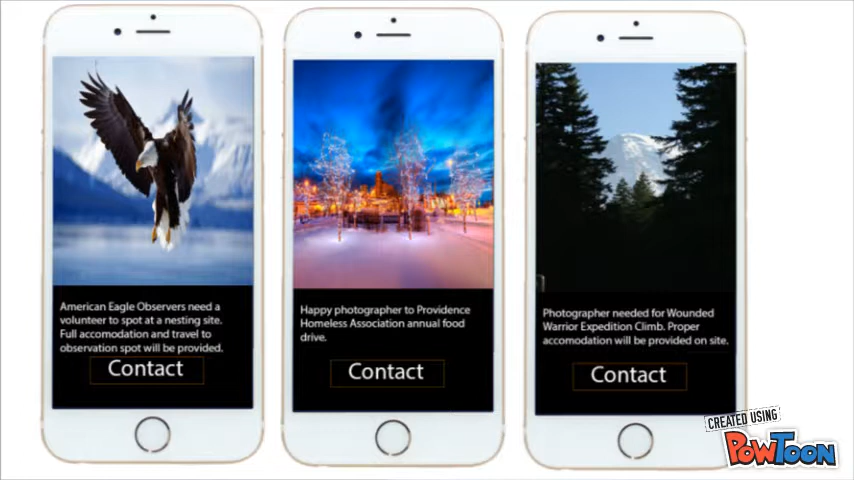 American Eagle Observers need a
volunteer to spot at a nesting site.
Full accomodation and travel to
observation spot will be provided.
Contact
Happy photographer to Providence
Homeless Association annual food
drive.
Contact
Photographer needed for Wounded
Warrior Expedition Climb. Proper
accomodation will be provided on site.
Contact
CREATED USING
POWTOON